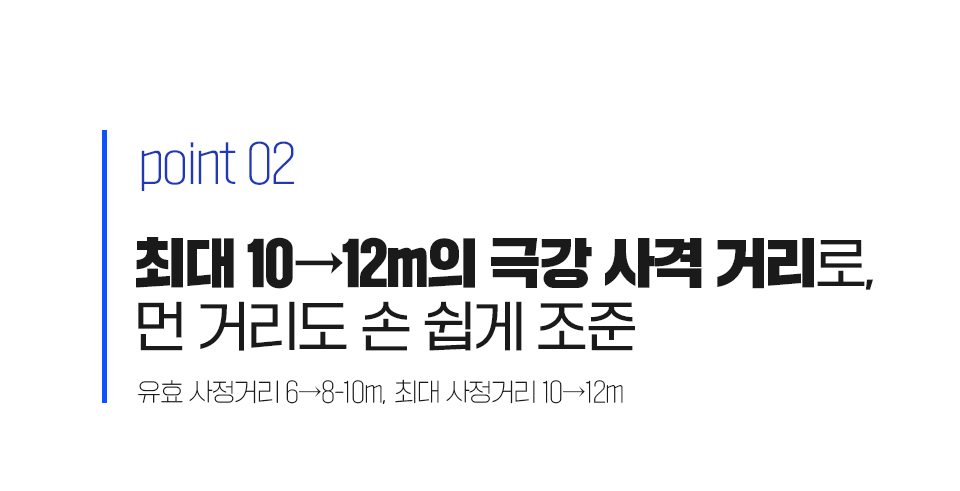 point 02
최대 10→12m의 극강 사격 거리로,
먼 거리도 손 쉽게 조준
유효 사정거리 6→8-10m, 최대 사정거리 10→12m